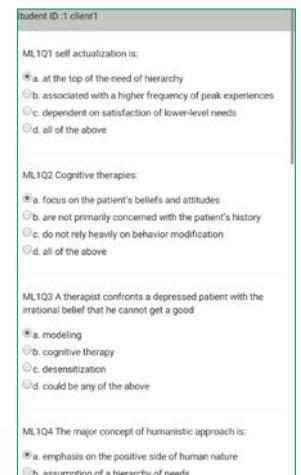 Student ID :1 client1
ML1Q1 self actualization is:
a. at the top of the need of hierarchy
b. associated with a higher frequency of peak experiences
c. dependent on satisfaction of lower-level needs
d. all of the above
ML1Q2 Cognitive therapies:
a. focus on the patient's beliefs and attitudes
b. are not primarily concerned with the patient's history
c. do not rely heavily on behavior modification
d. all of the above
ML1Q3 A therapist confronts a depressed patient with the
irrational belief that he cannot get a good
a. modeling
b. cognitive therapy
c. desensitization
d. could be any of the above
ML1Q4 The major concept of humanistic approach is:
a. emphasis on the positive side of human nature
b. assumption of a hierarchy of needs